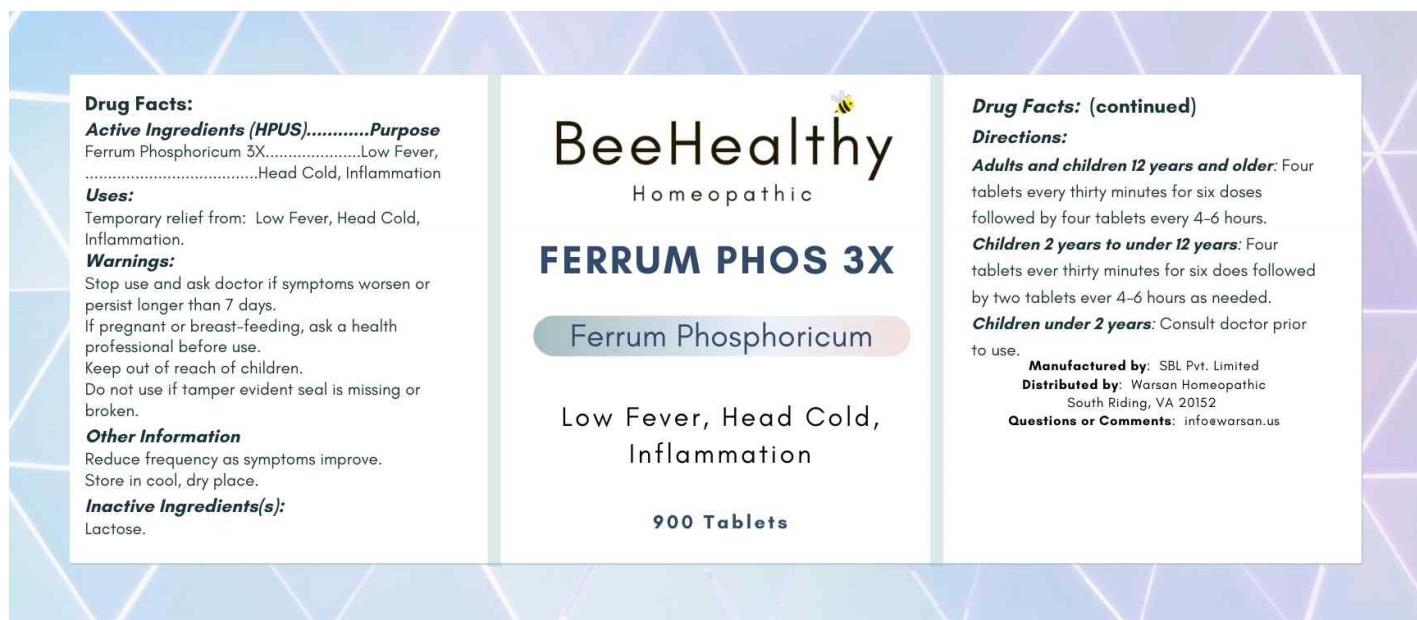 Drug Facts:
Active Ingredients (HPUS)............Purpose
Ferrum Phosphoricum 3X.....................Low Fever,
......................................Head Cold, Inflammation
Uses:
Temporary relief from: Low Fever, Head Cold,
Inflammation.
Warnings:
Stop use and ask doctor if symptoms worsen or
persist longer than 7 days.
If pregnant or breast-feeding, ask a health
professional before use.
Keep out of reach of children.
Do not use if tamper evident seal is missing or
broken.
Other Information
Reduce frequency as symptoms improve.
Store in cool, dry place.
Inactive Ingredients(s):
Lactose.
BeeHealthy
Homeopathic
FERRUM PHOS 3X
Ferrum Phosphoricum
Low Fever, Head Cold,
Inflammation
900 Tablets
Drug Facts: (continued)
Directions:
Adults and children 12 years and older: Four
tablets every thirty minutes for six doses
followed by four tablets every 4-6 hours.
Children 2 years to under 12 years: Four
tablets ever thirty minutes for six does followed
by two tablets ever 4-6 hours as needed.
Children under 2 years: Consult doctor prior
to use.
Manufactured by: SBL Pvt. Limited
Distributed by: Warsan Homeopathic
South Riding, VA 20152
Questions or Comments: info@warsan.us